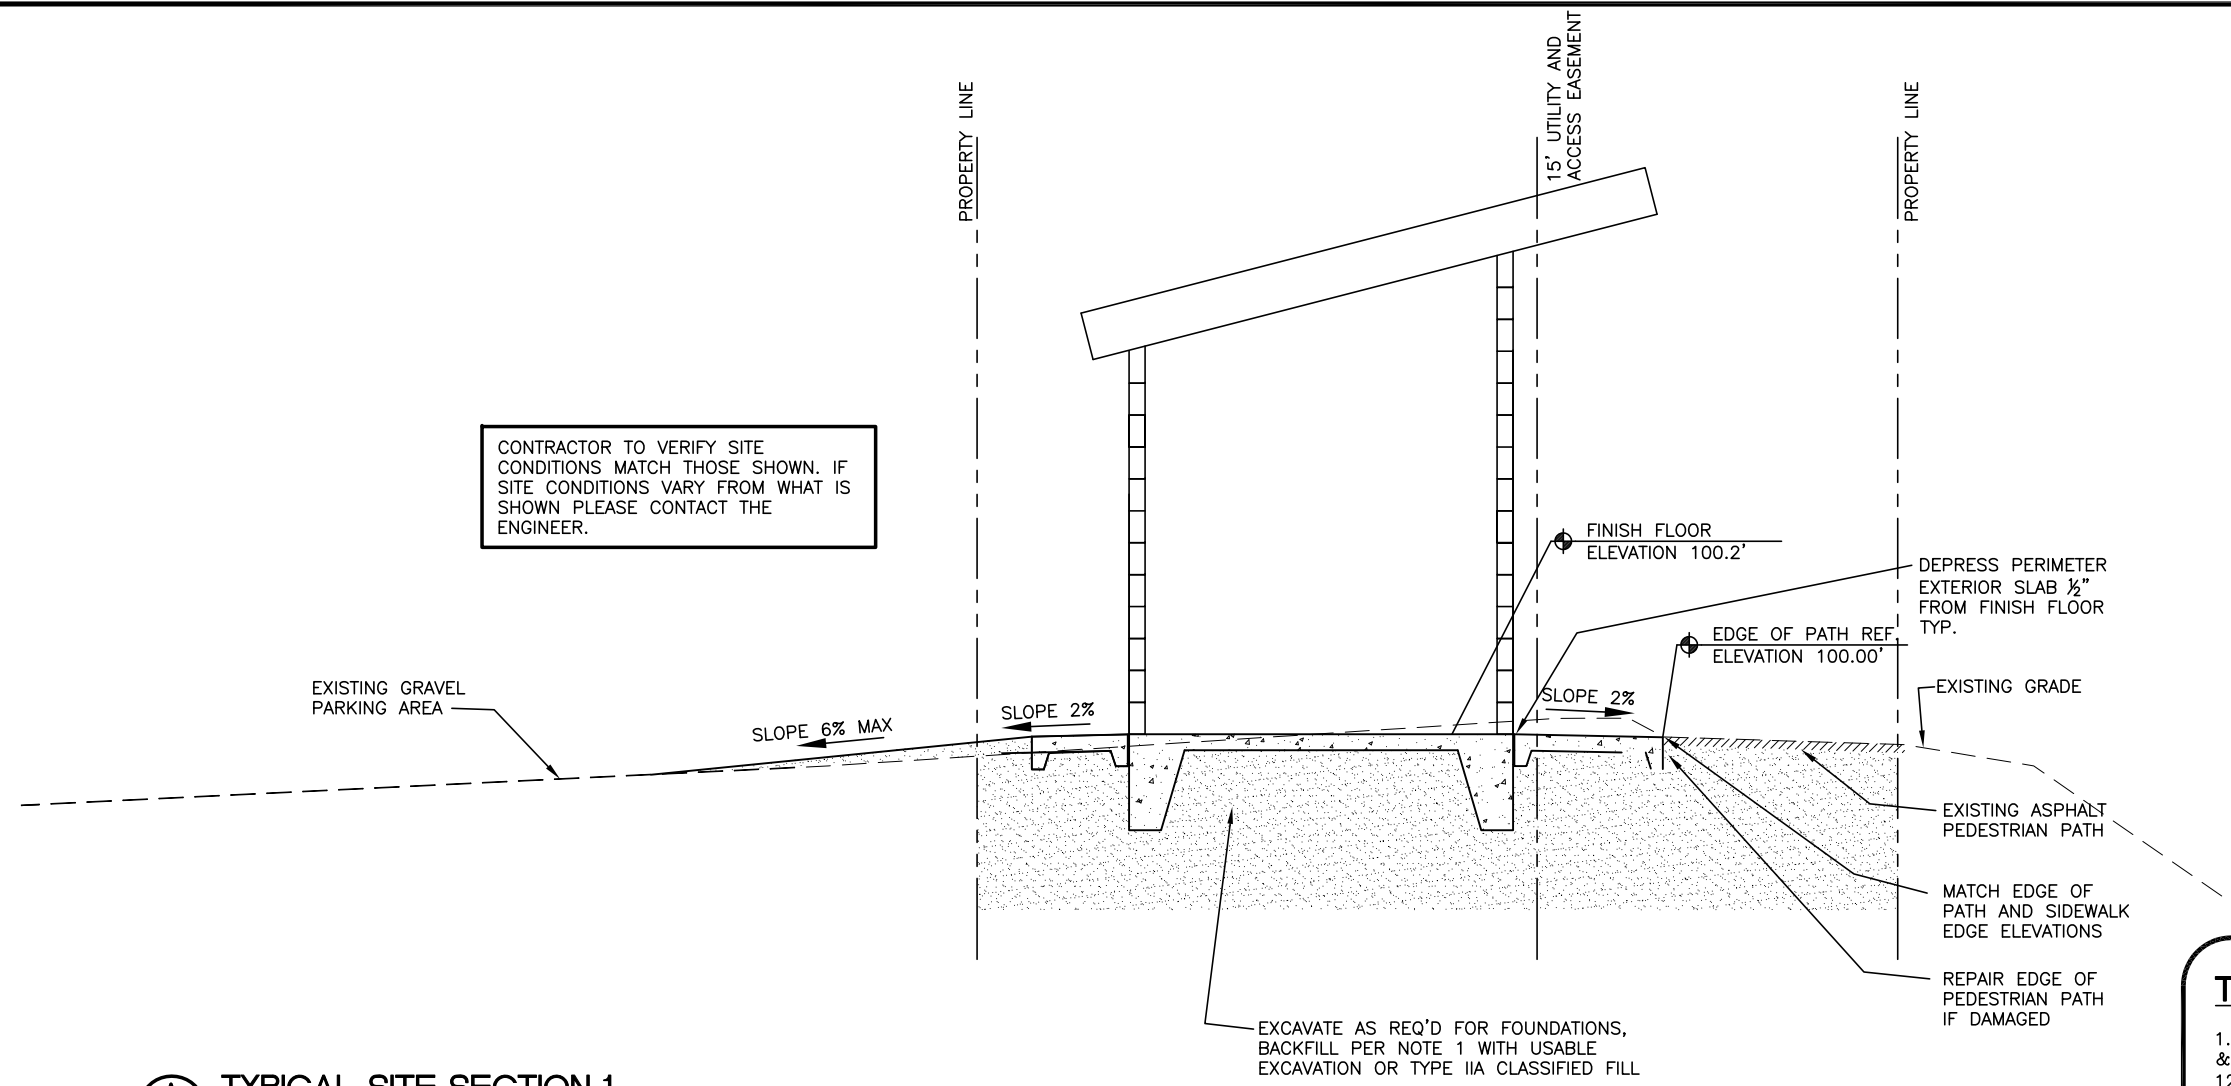 PROPERTY LINE
15' UTILITY AND
ACCESS EASEMENT
PROPERTY LINE
CONTRACTOR TO VERIFY SITE
CONDITIONS MATCH THOSE SHOWN. IF
SITE CONDITIONS VARY FROM WHAT IS
SHOWN PLEASE CONTACT THE
ENGINEER.
FINISH FLOOR
ELEVATION 100.2'
DEPRESS PERIMETER
EXTERIOR SLAB ½"
FROM FINISH FLOOR
TYP.
EDGE OF PATH REF.
ELEVATION 100.00'
EXISTING GRAVEL
PARKING AREA
SLOPE 6% MAX
SLOPE 2%
SLOPE 2%
EXISTING GRADE
EXISTING ASPHALT
PEDESTRIAN PATH
MATCH EDGE OF
PATH AND SIDEWALK
EDGE ELEVATIONS
REPAIR EDGE OF
PEDESTRIAN PATH
IF DAMAGED
EXCAVATE AS REQ'D FOR FOUNDATIONS,
BACKFILL PER NOTE 1 WITH USABLE
EXCAVATION OR TYPE IIA CLASSIFIED FILL
TYPICAL SITE SECTION 1
T
1.
&